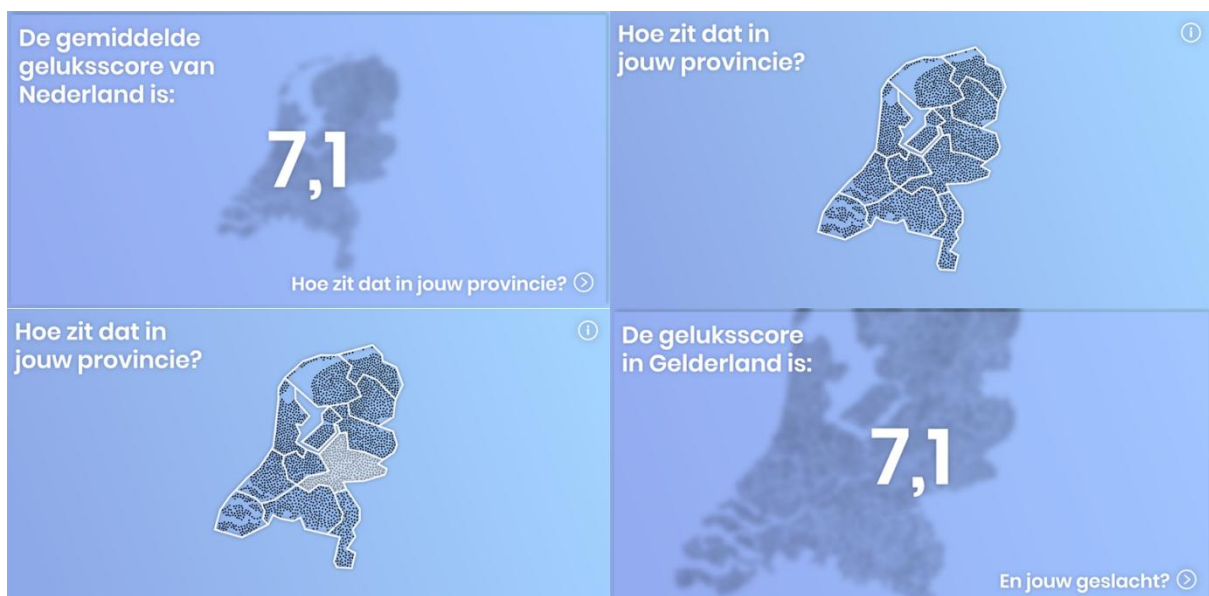 De gemiddelde
geluksscore van
Nederland is:
7,1
Hoe zit dat in jouw provincie?
Hoe zit dat in
jouw provincie?
Hoe zit dat in
jouw provincie?
De geluksscore
in Gelderland is:
7,1
En jouw geslacht?